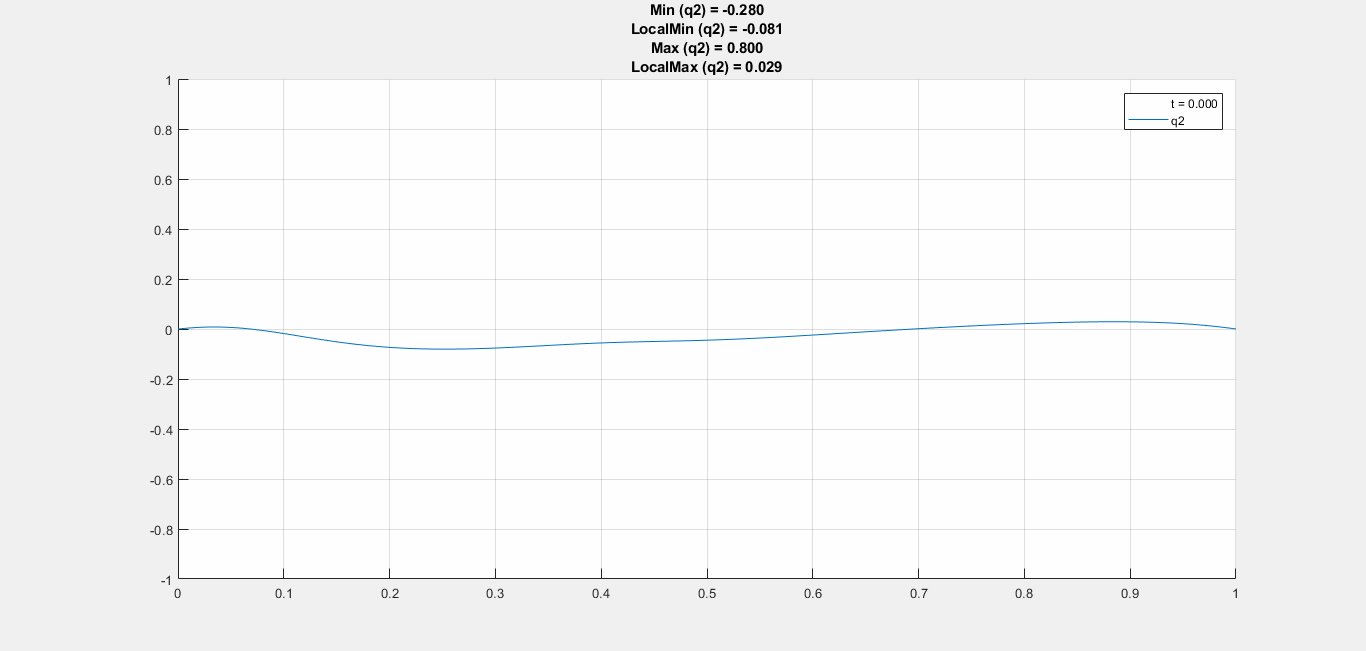 Min (q2) = -0.280
LocalMin (q2) = -0.081
Max (q2) = 0.800
LocalMax (q2) = 0.029
t = 0.000
q2
1
0.8
0.6
0.4
0.2
0
-0.2
-0.4
-0.6
-0.8
-1
0 0.1 0.2 0.3 0.4 0.5 0.6 0.7 0.8 0.9 1